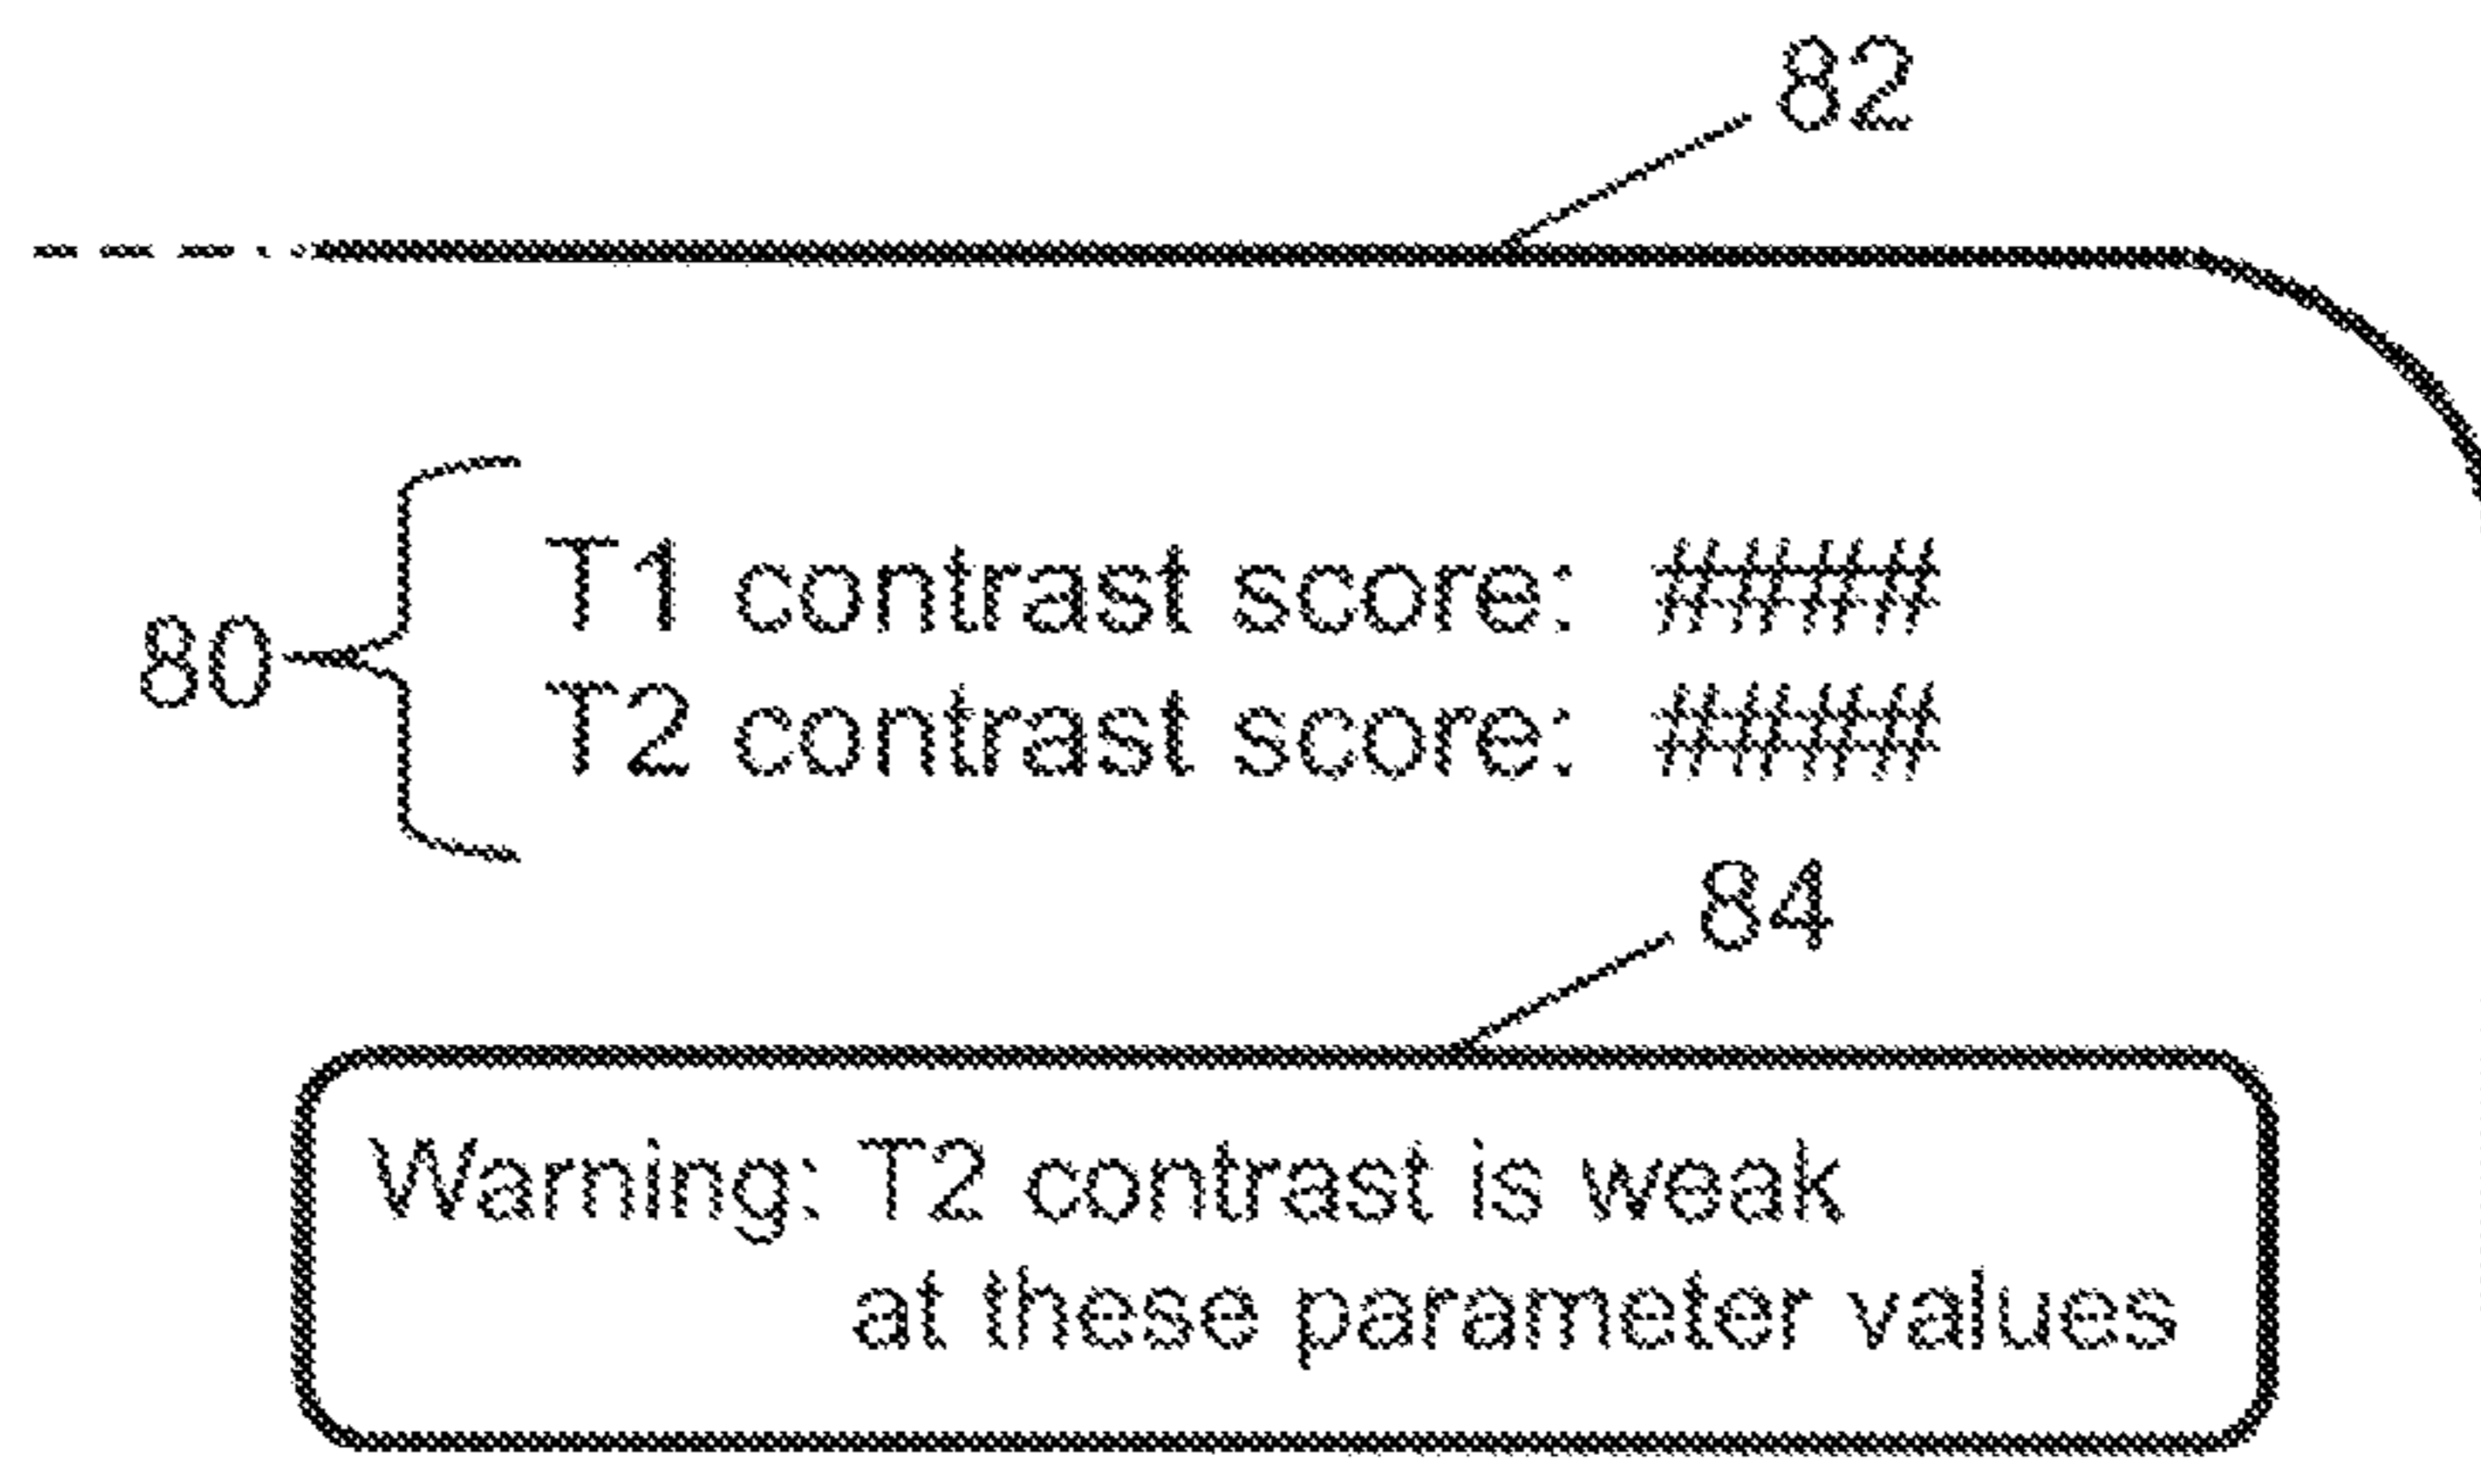 82
T1 contrast score: ####
80
T2 contrast score: ####
84
Warning: T2 contrast is weak
at these parameter values